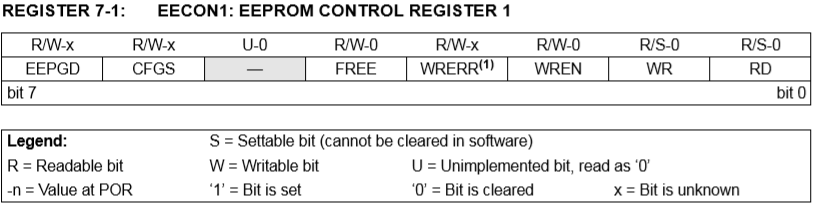 REGISTER 7-1: EECON1: EEPROM CONTROL REGISTER 1
R/W-x R/W-x U-0 R/W-0 R/W-x R/W-0 R/S-0 R/S-0
EEPGD CFGS — FREE WRERR(1) WREN WR RD
bit 7 bit 0
Legend: S = Settable bit (cannot be cleared in software)
R = Readable bit W = Writable bit U = Unimplemented bit, read as ‘0’
-n = Value at POR ‘1’ = Bit is set ‘0’ = Bit is cleared x = Bit is unknown